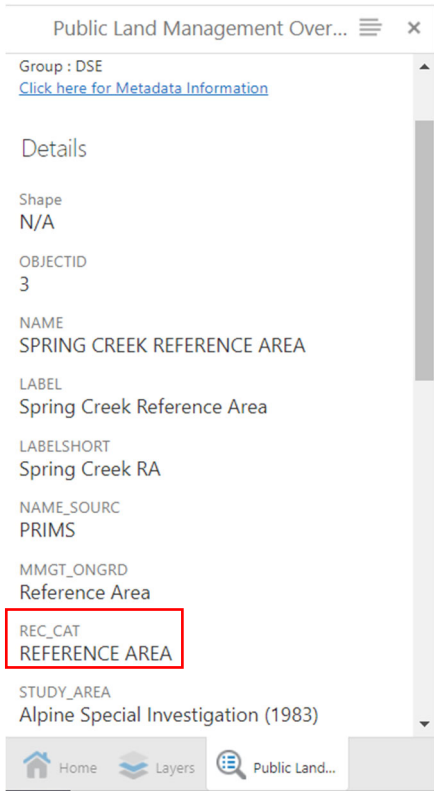 Public Land Management Over...
Group : DSE
Click here for Metadata Information
Details
Shape
N/A
OBJECTID
3
NAME
SPRING CREEK REFERENCE AREA
LABEL
Spring Creek Reference Area
LABELSHORT
Spring Creek RA
NAME_SOURC
PRIMS
MMGT_ONGRD
Reference Area
REC_CAT
REFERENCE AREA
STUDY_AREA
Alpine Special Investigation (1983)
Home Layers Public Land...